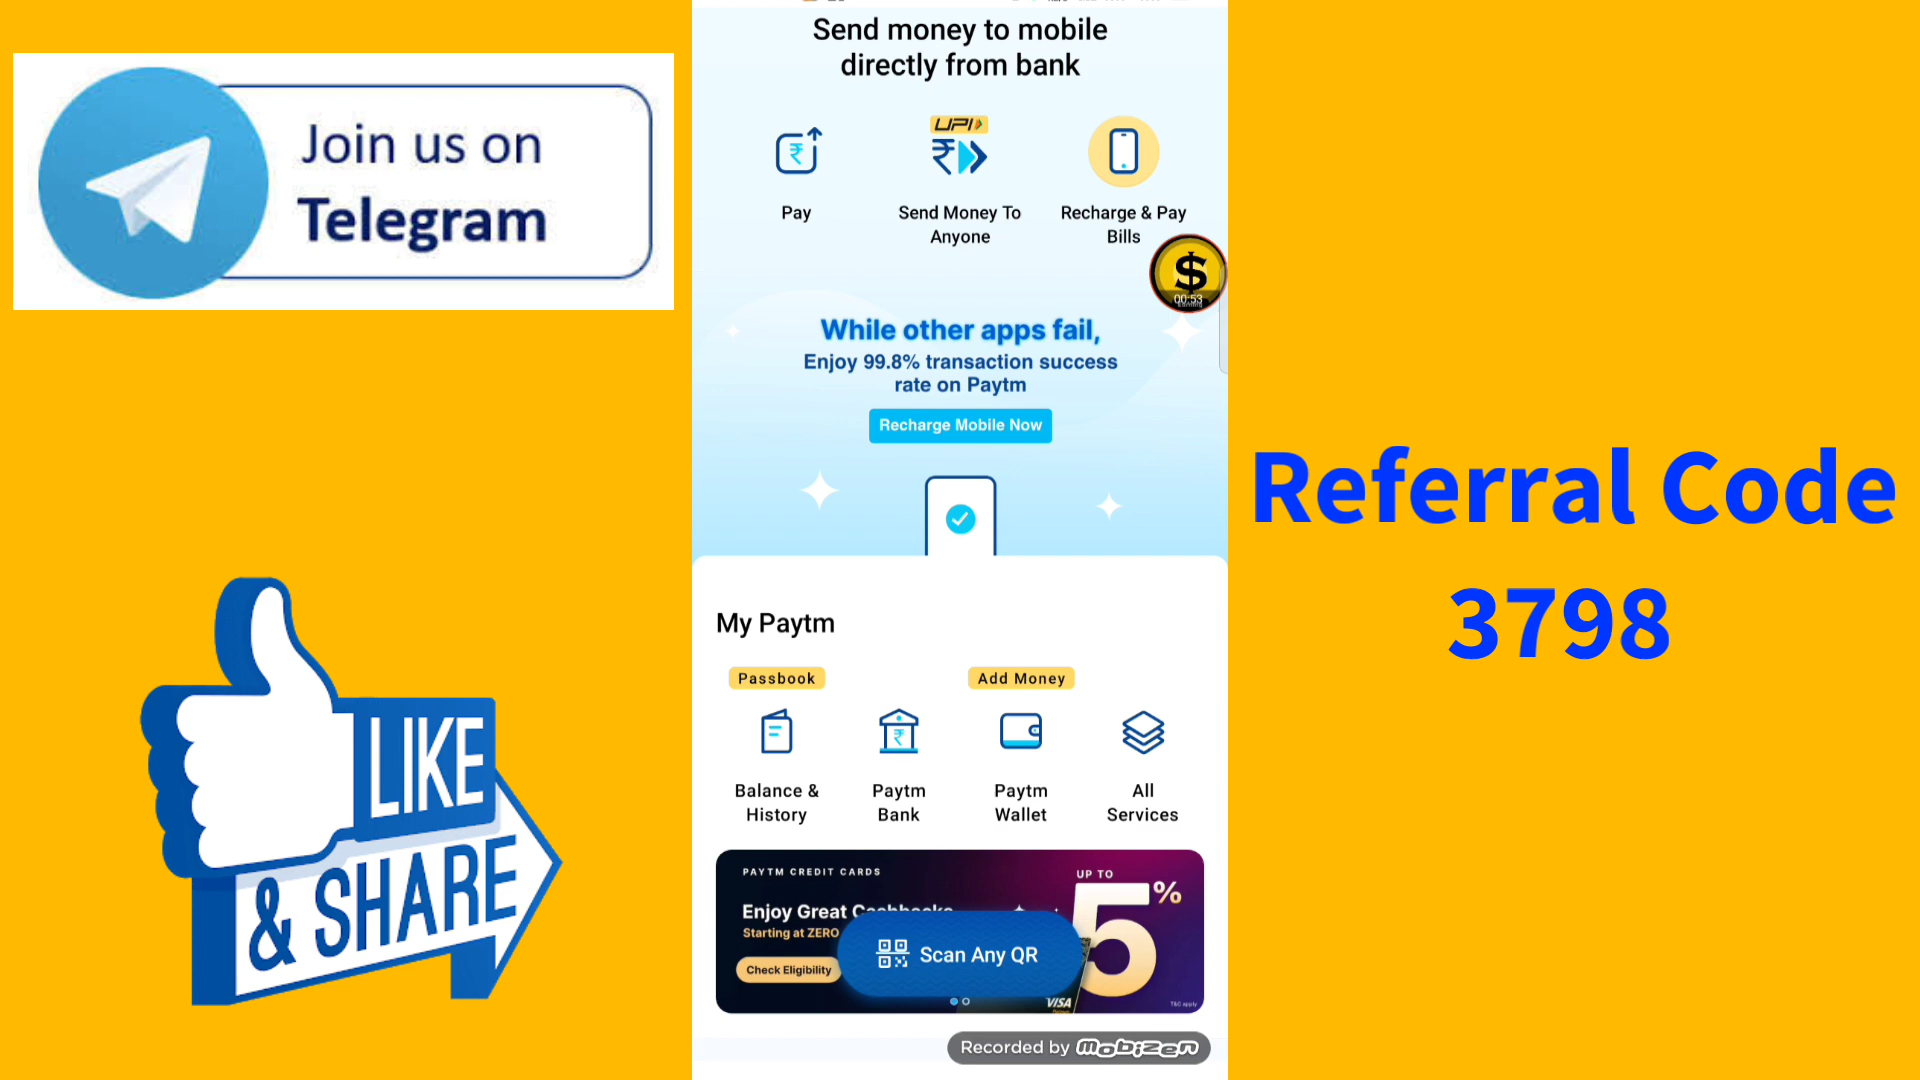 Join us on
Telegram
LIKE
& SHARE
Send money to mobile
directly from bank
UPI
Pay
Send Money To
Anyone
Recharge & Pay
Bills
$
00:53
While other apps fail,
Enjoy 99.8% transaction success
rate on Paytm
Recharge Mobile Now
My Paytm
Passbook
Add Money
Balance &
History
Paytm
Bank
Paytm
Wallet
All
Services
PAYTM CREDIT CARDS
UP TO
5%
Enjoy Great Cashbacks
Starting at ZERO
Check Eligibility
Scan Any QR
VISA
T&C apply
Recorded by mobizen
Referral Code
3798